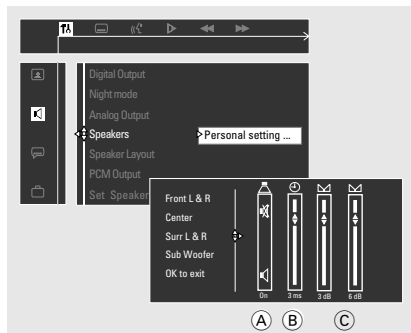 Digital Output
Night mode
Analog Output
Speakers
Personal setting ...
Speaker Layout
PCM Output
Set Speaker
Front L & R
Center
Surr L & R
Sub Woofer
OK to exit
On 3 ms 3 dB 6 dB
A B C